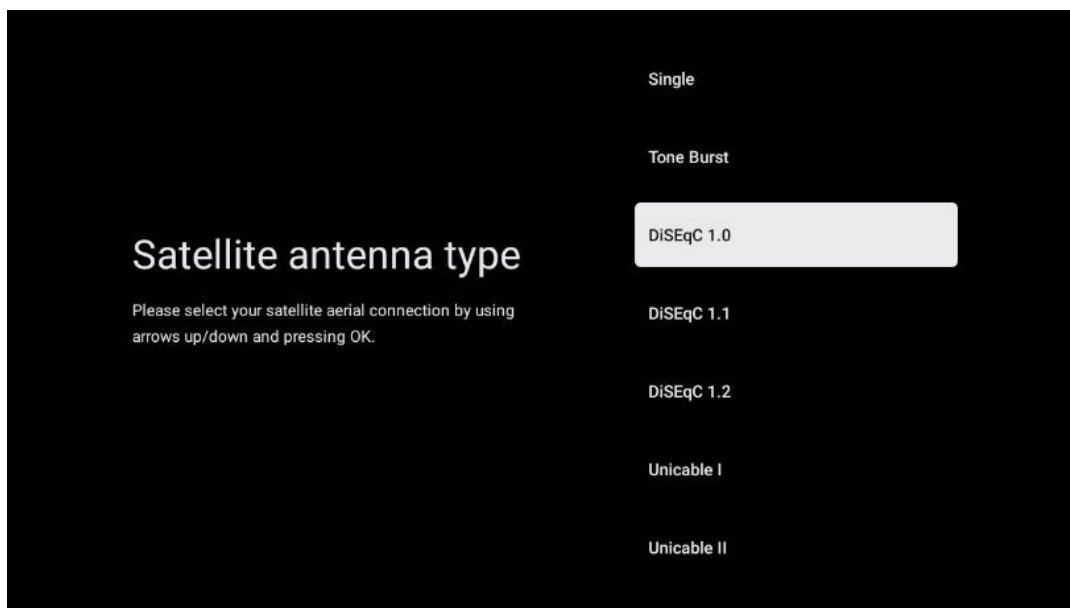 Satellite antenna type
Please select your satellite aerial connection by using
arrows up/down and pressing OK.
Single
Tone Burst
DiSEqC 1.0
DiSEqC 1.1
DiSEqC 1.2
Unicable I
Unicable II